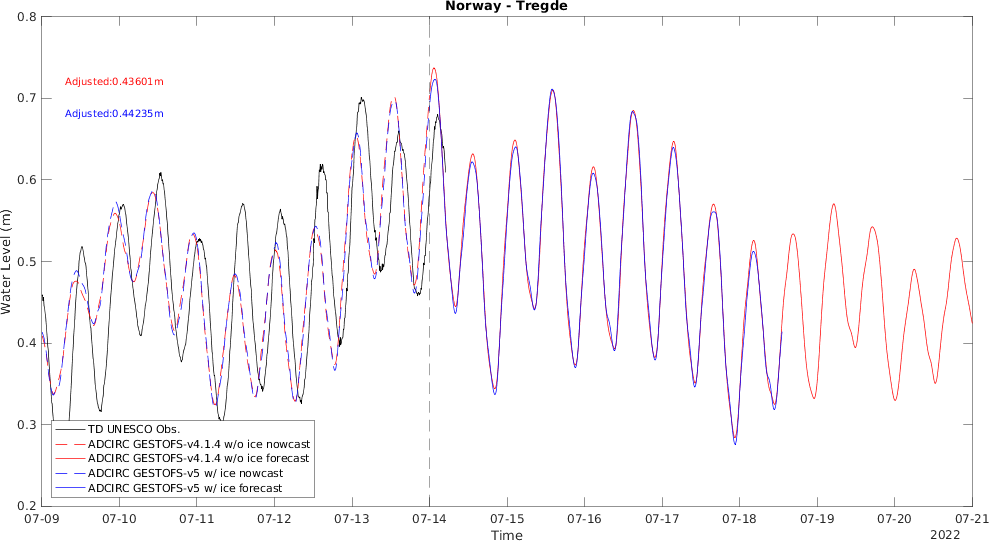 Norway - Tregde
0.8
0.7
0.6
0.5
0.4
0.3
0.2
Water Level (m)
Adjusted:0.43601m
Adjusted:0.44235m
TD UNESCO Obs.
ADCIRC GESTOFS-v4.1.4 w/o ice nowcast
ADCIRC GESTOFS-v4.1.4 w/o ice forecast
ADCIRC GESTOFS-v5 w/ ice nowcast
ADCIRC GESTOFS-v5 w/ ice forecast
07-09 07-10 07-11 07-12 07-13 07-14 07-15 07-16 07-17 07-18 07-19 07-20 07-21
Time
2022